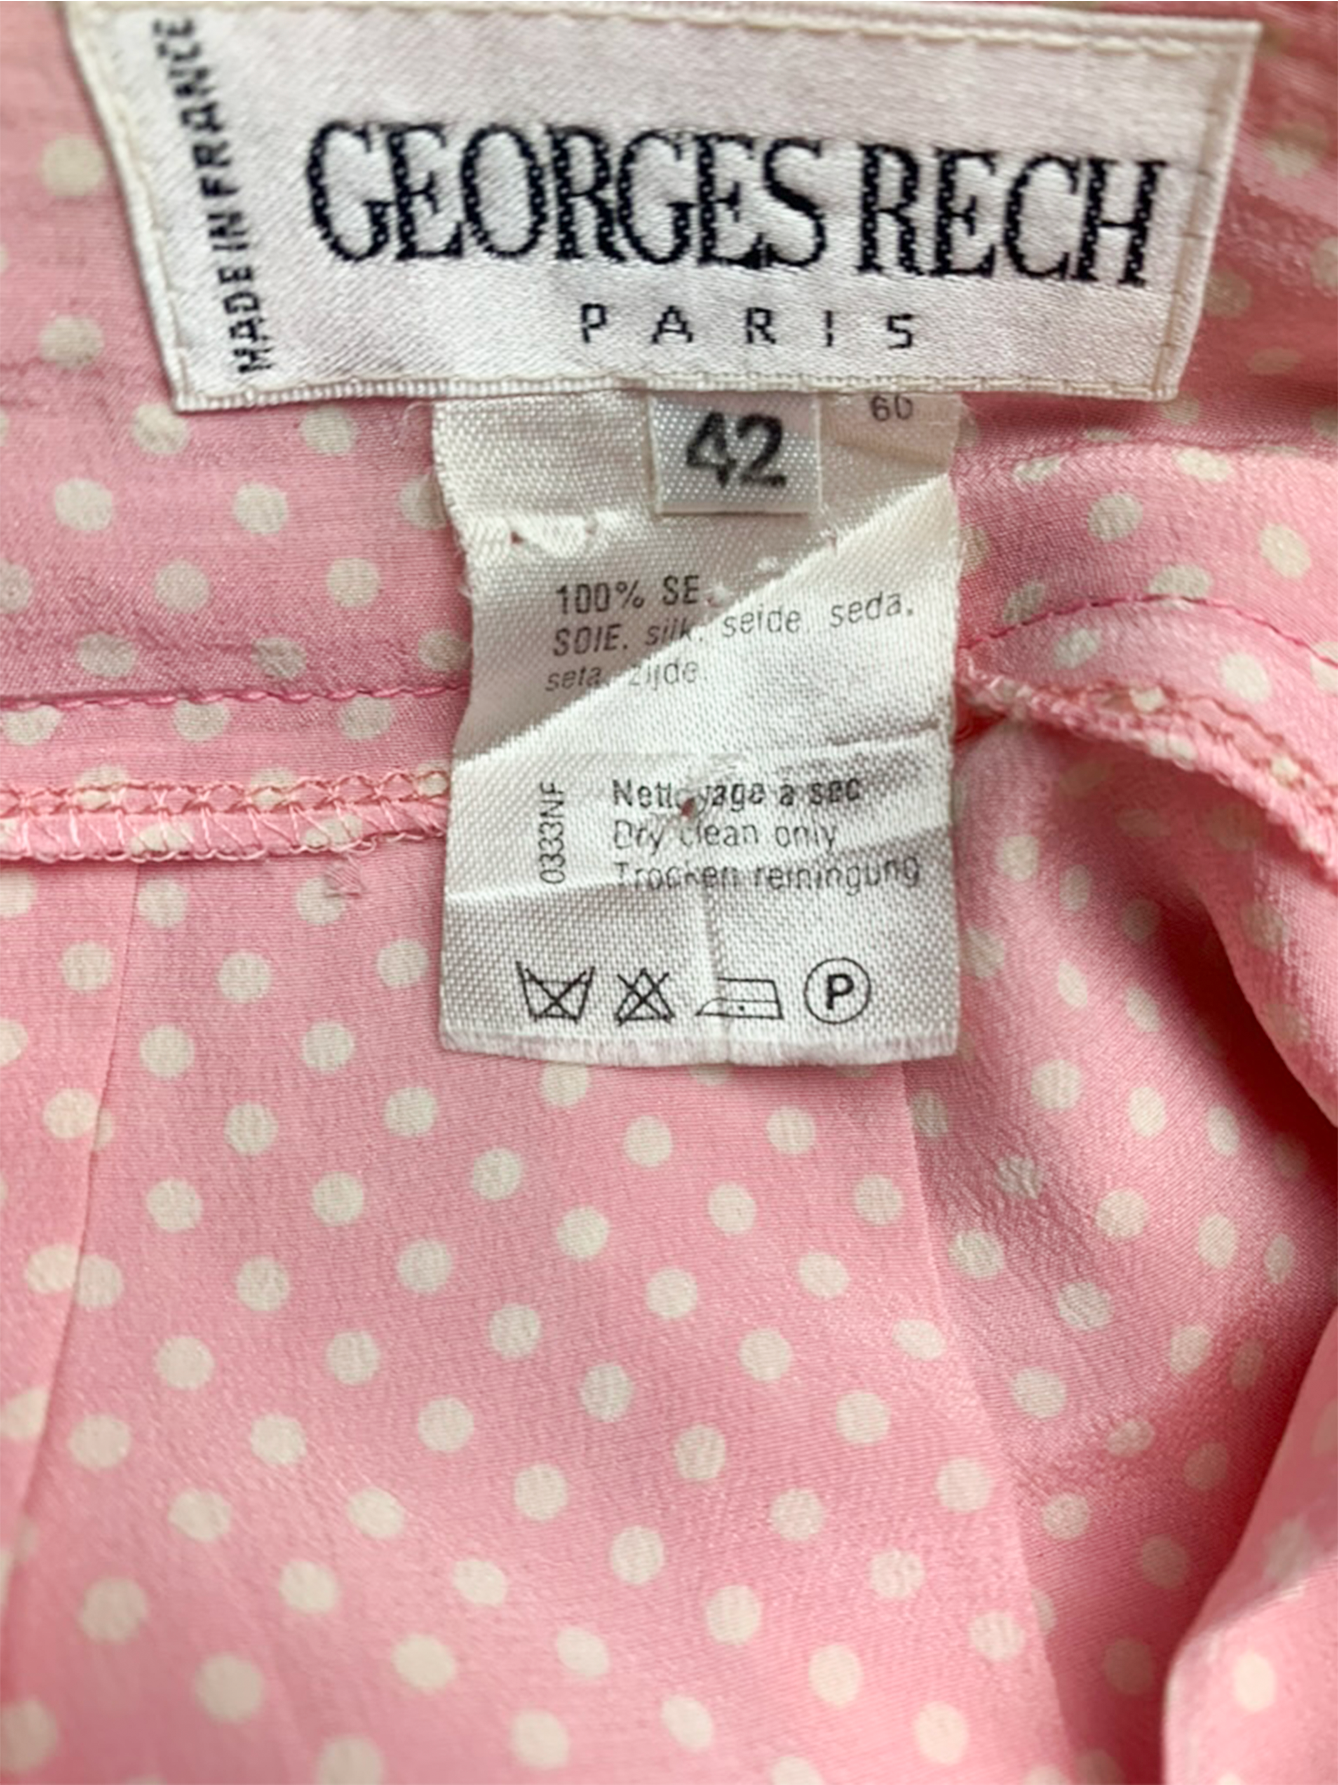 MADE IN FRANCE
GEORGES RECH
PARIS
42
60
100% SE
SOIE. silk. seide. seda.
seta. zijde.
0333NF
Nettoyage a sec
Dry clean only
Trocken reiningung
P